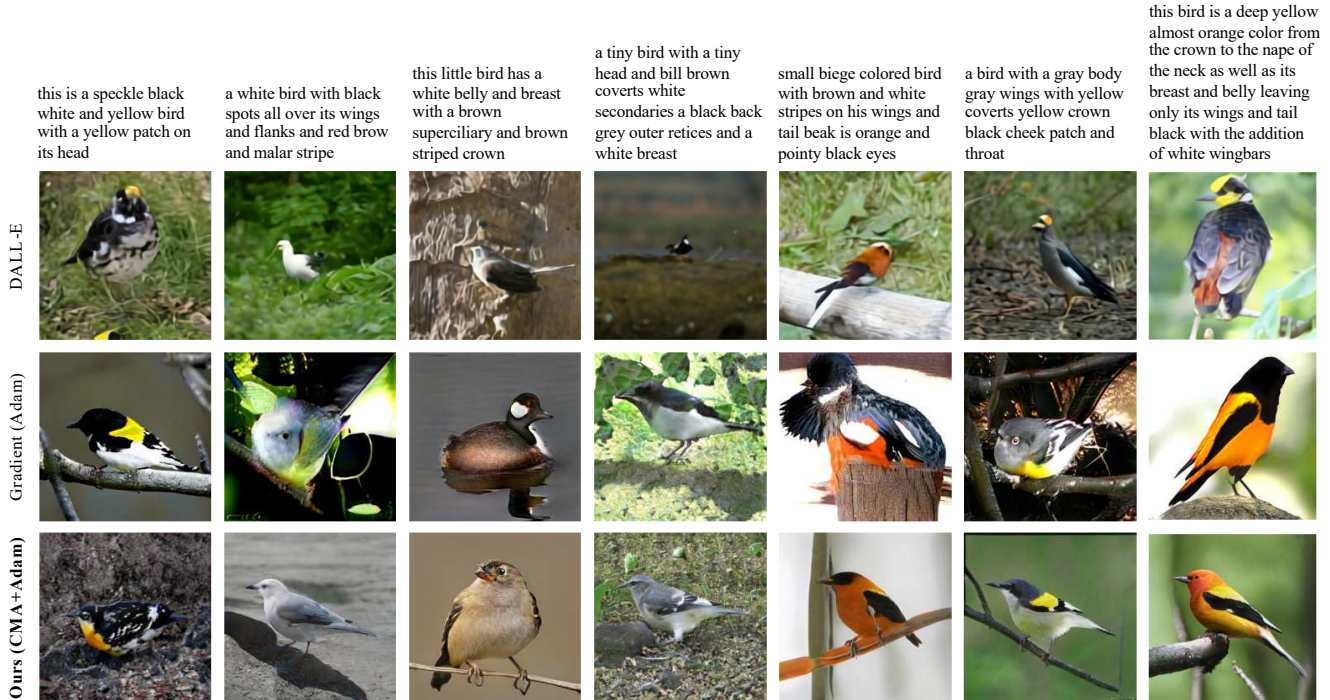 this is a speckle black
white and yellow bird
with a yellow patch on
its head
a white bird with black
spots all over its wings
and flanks and red brow
and malar stripe
this little bird has a
white belly and breast
with a brown
superciliary and brown
striped crown
a tiny bird with a tiny
head and bill brown
coverts white
secondaries a black back
grey outer retices and a
white breast
small biege colored bird
with brown and white
stripes on his wings and
tail beak is orange and
pointy black eyes
a bird with a gray body
gray wings with yellow
coverts yellow crown
black cheek patch and
throat
this bird is a deep yellow
almost orange color from
the crown to the nape of
the neck as well as its
breast and belly leaving
only its wings and tail
black with the addition
of white wingbars
DALL-E
Gradient (Adam)
Ours (CMA+Adam)